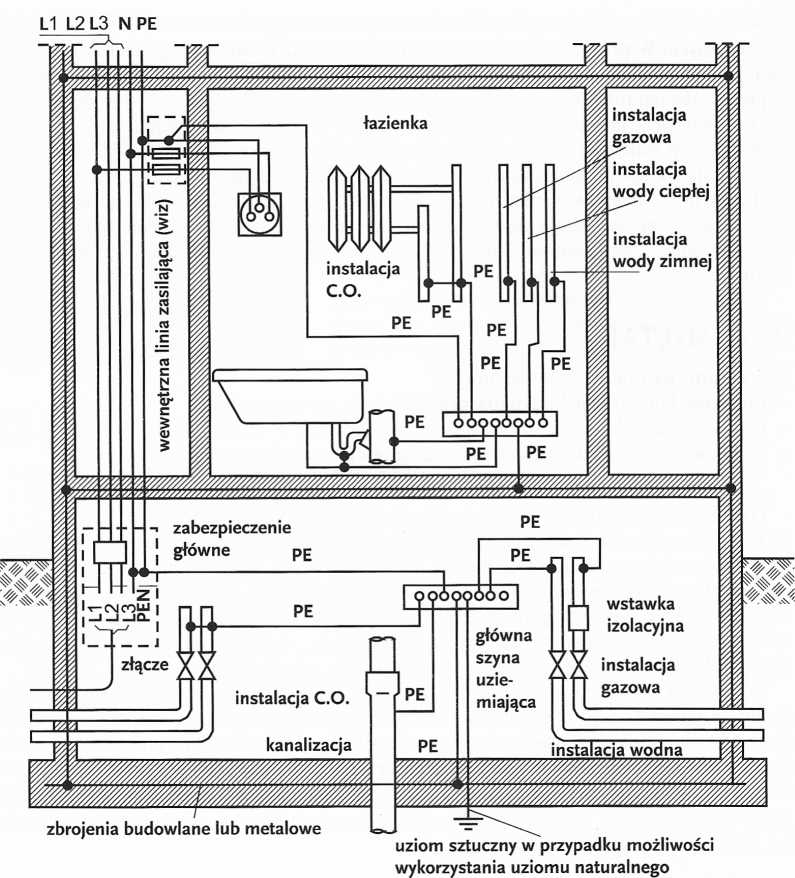 L1 L2 L3 N PE
łazienka
instalacja
gazowa
instalacja
wody ciepłej
instalacja
wody zimnej
wewnętrzna linia zasilająca (wiz)
instalacja
C.O.
PE
PE
PE
PE
PE
PE
PE
PE
PE
zabezpieczenie
główne
PE
PE
PE
L1
L2
L3
PEN
PE
złącze
główna
szyna
uzie-
miająca
wstawka
izolacyjna
instalacja
gazowa
instalacja C.O.
PE
kanalizacja
PE
instalacja wodna
zbrojenia budowlane lub metalowe
uziom sztuczny w przypadku możliwości
wykorzystania uziomu naturalnego